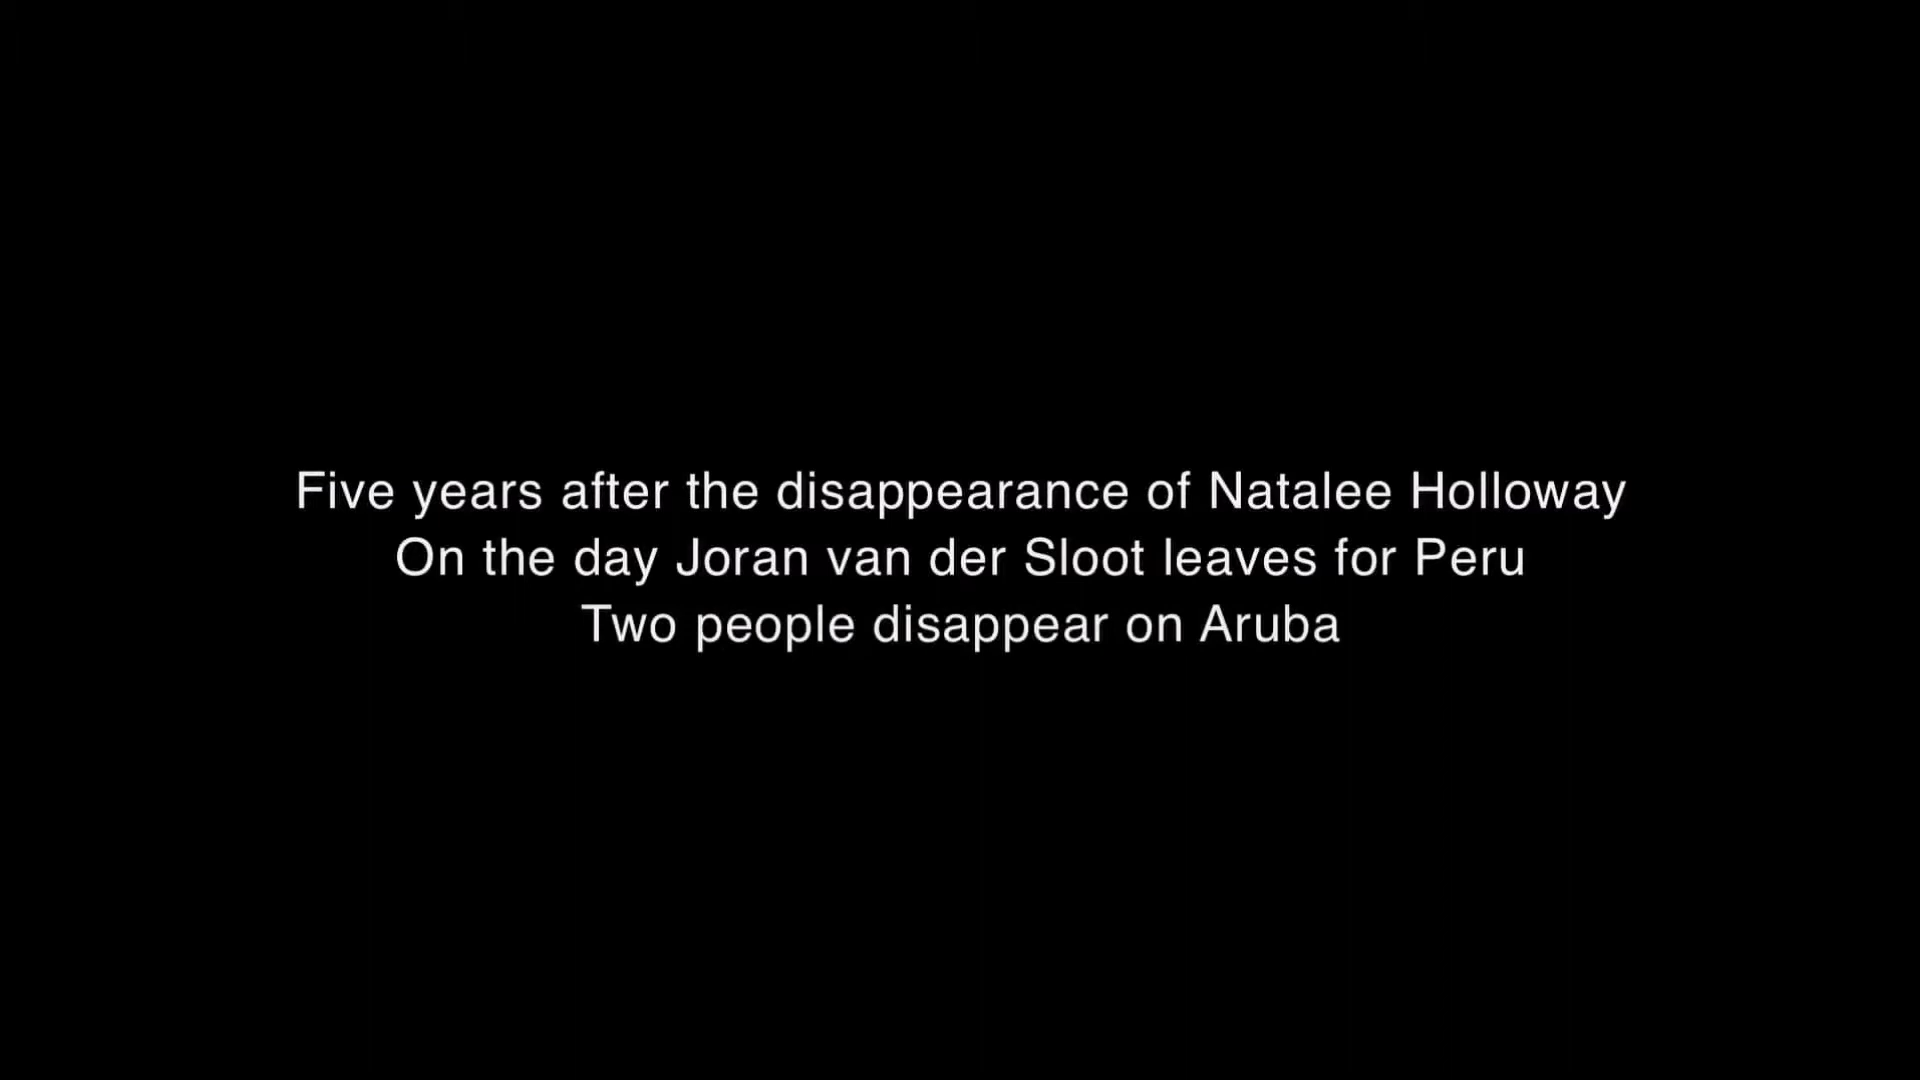 Five years after the disappearance of Natalee Holloway
On the day Joran van der Sloot leaves for Peru
Two people disappear on Aruba